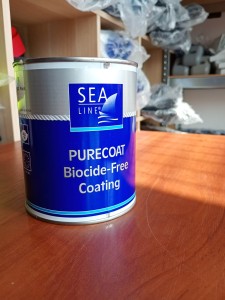 SEA
LINE
PURECOAT
Biocide-Free
Coating